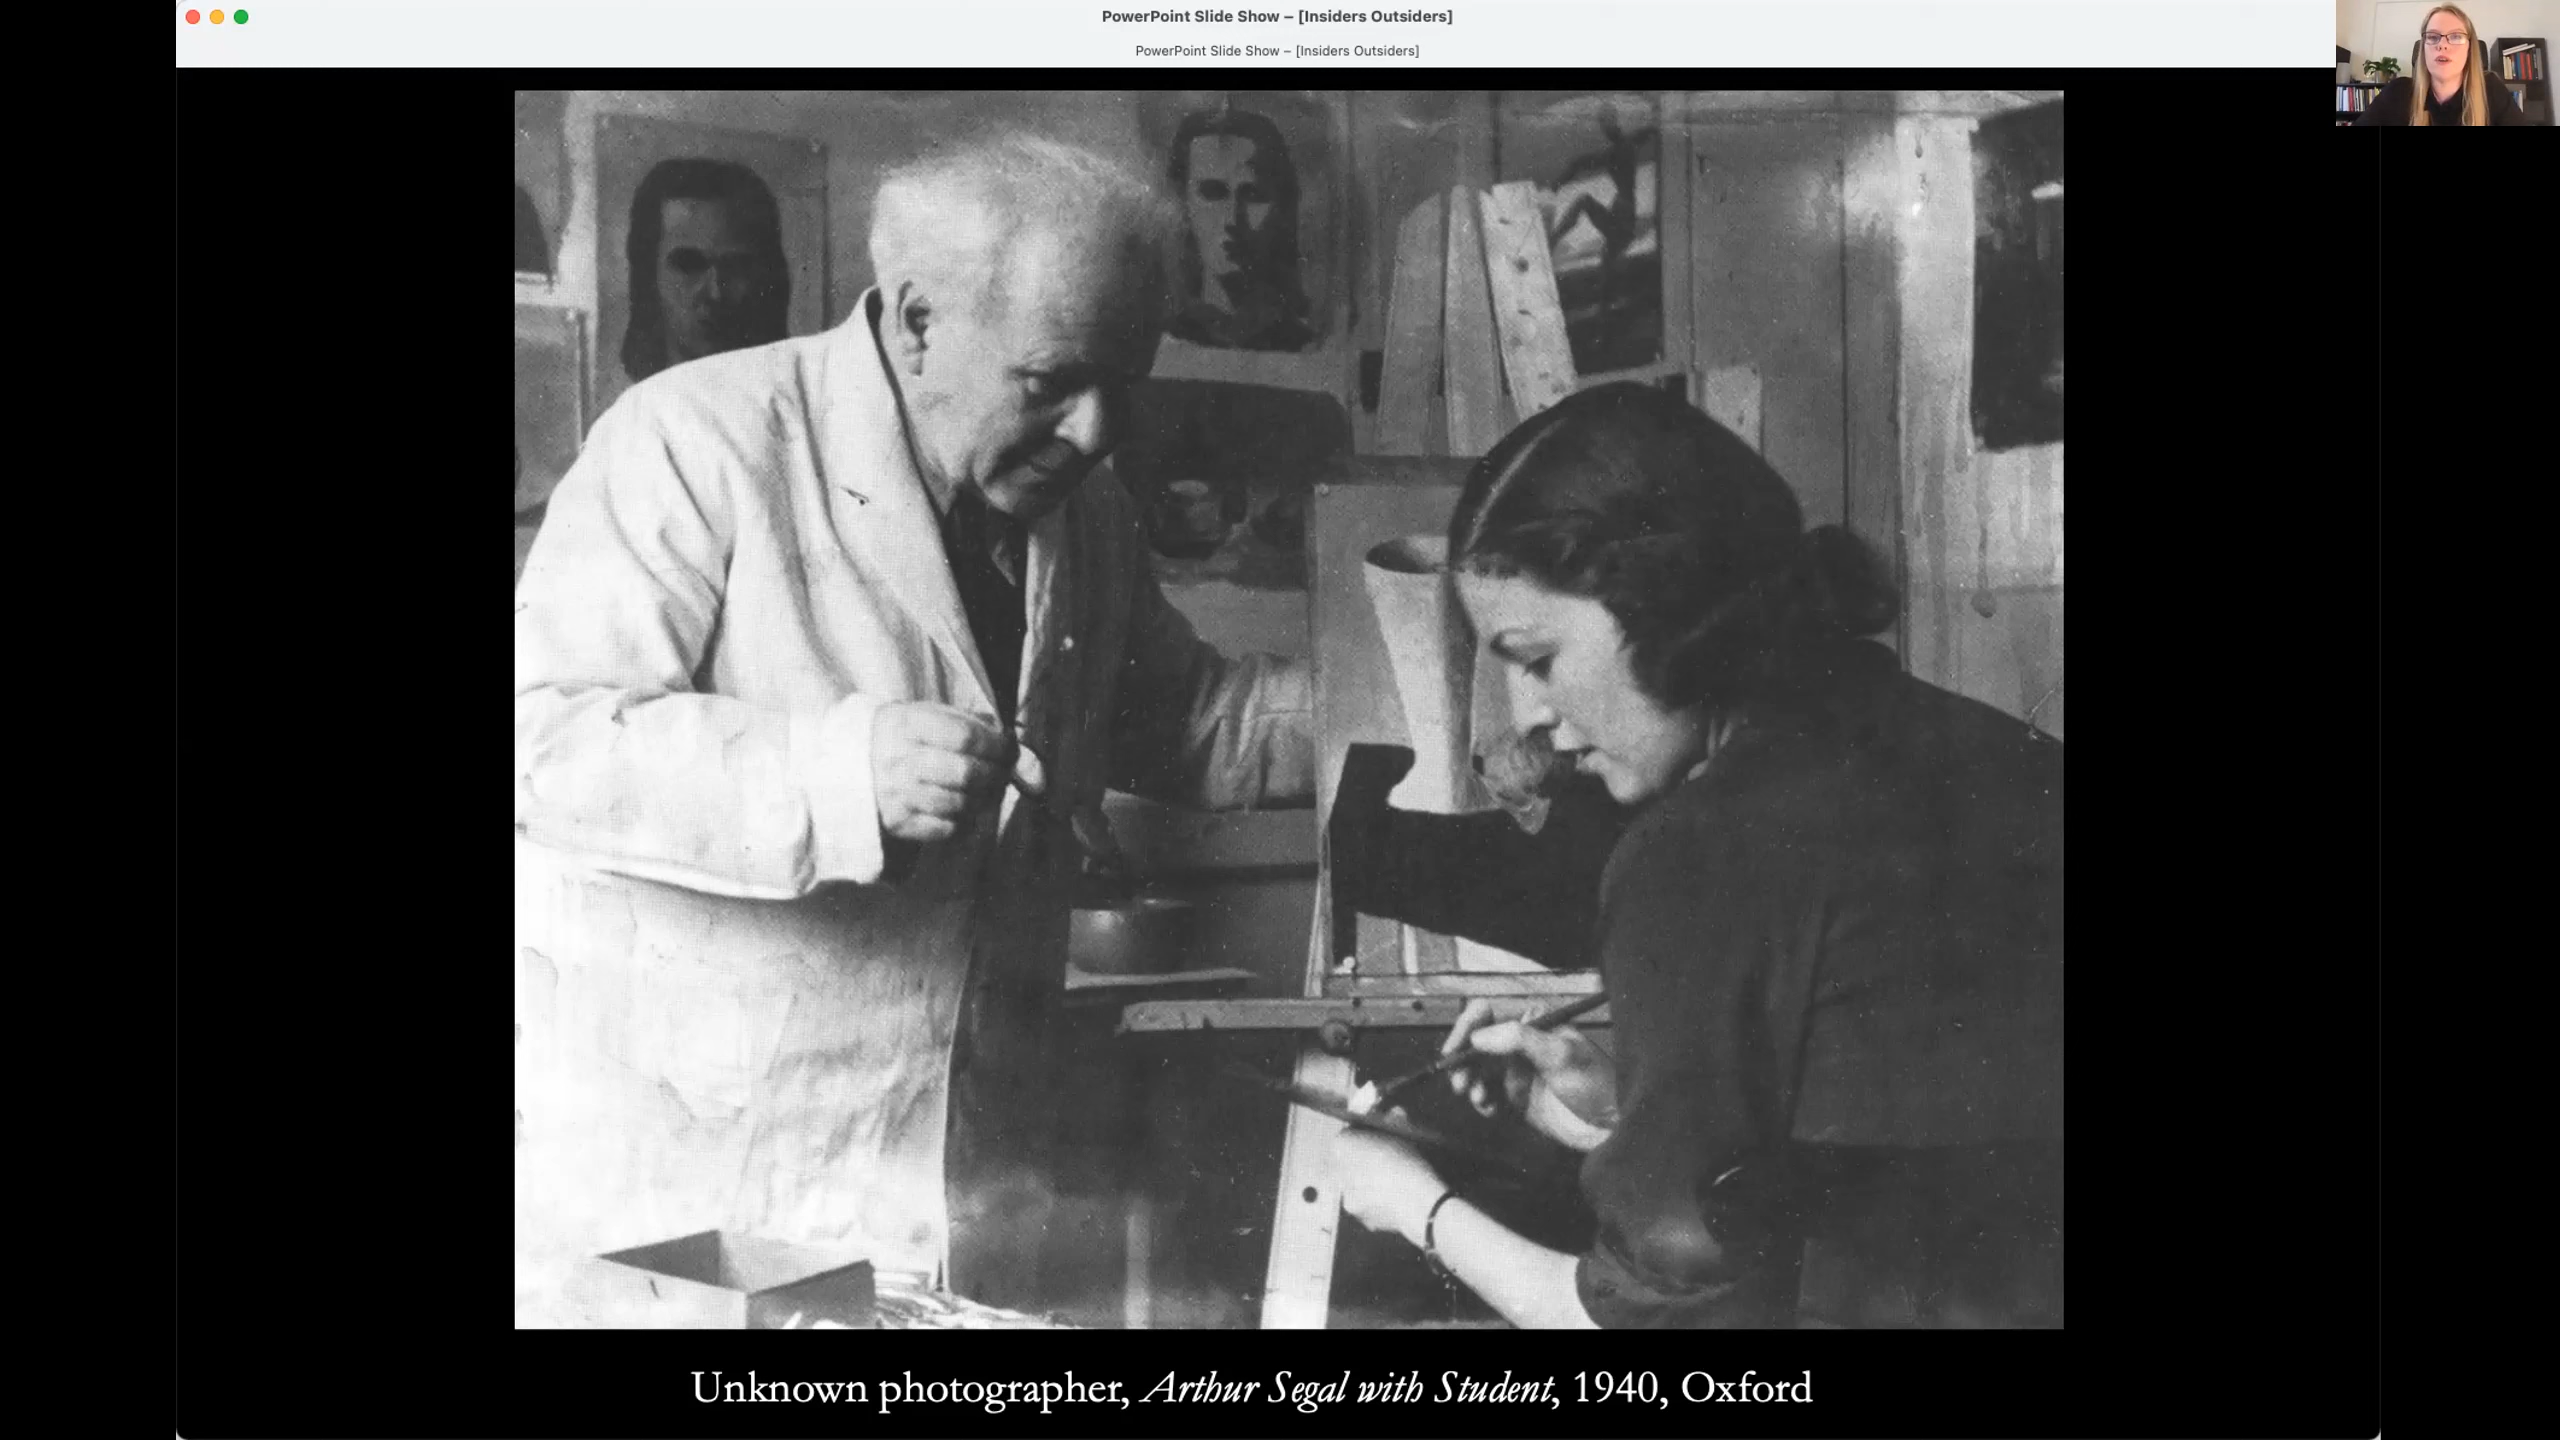 PowerPoint Slide Show – [Insiders Outsiders]
PowerPoint Slide Show – [Insiders Outsiders]
Unknown photographer, Arthur Segal with Student, 1940, Oxford